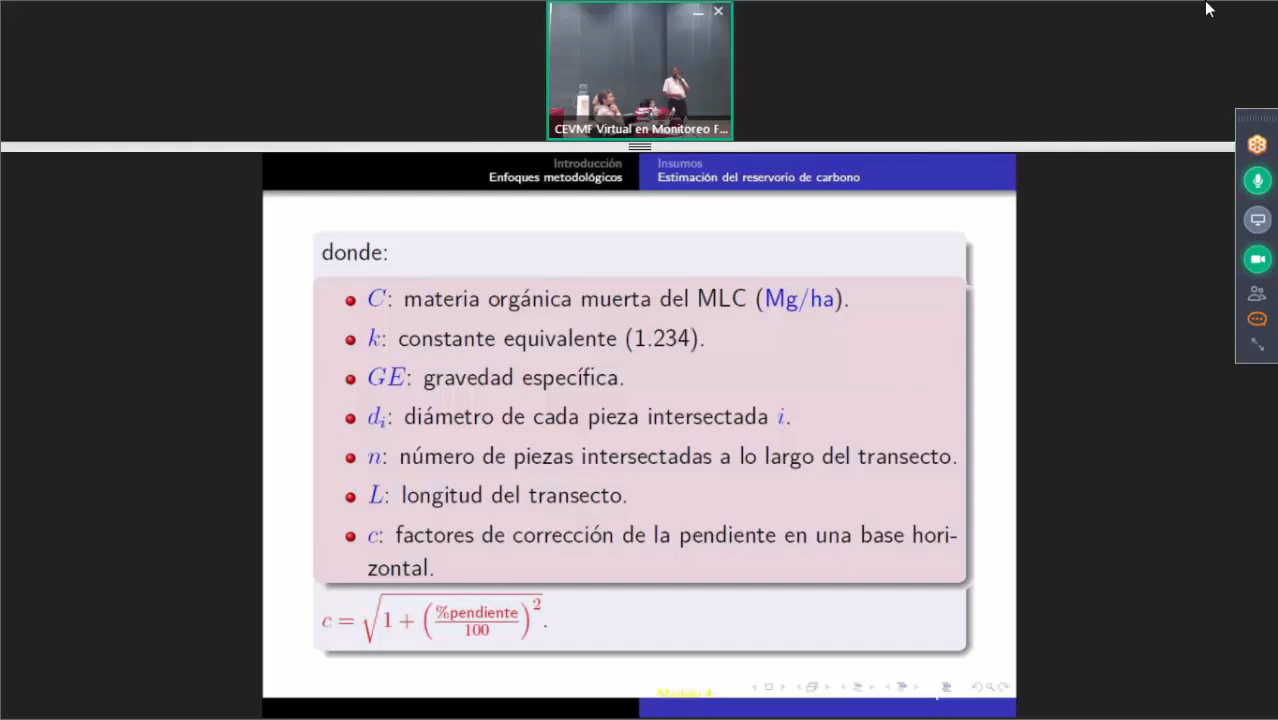 CEVMF Virtual en Monitoreo F...
Introducción
Enfoques metodológicos
Insumos
Estimación del reservorio de carbono
donde:
C: materia orgánica muerta del MLC (Mg/ha).
k: constante equivalente (1.234).
GE: gravedad específica.
dᵢ: diámetro de cada pieza intersectada i.
n: número de piezas intersectadas a lo largo del transecto.
L: longitud del transecto.
c: factores de corrección de la pendiente en una base hori-
zontal.
c = √(1 + (%pendiente/100)²).
Módulo 4